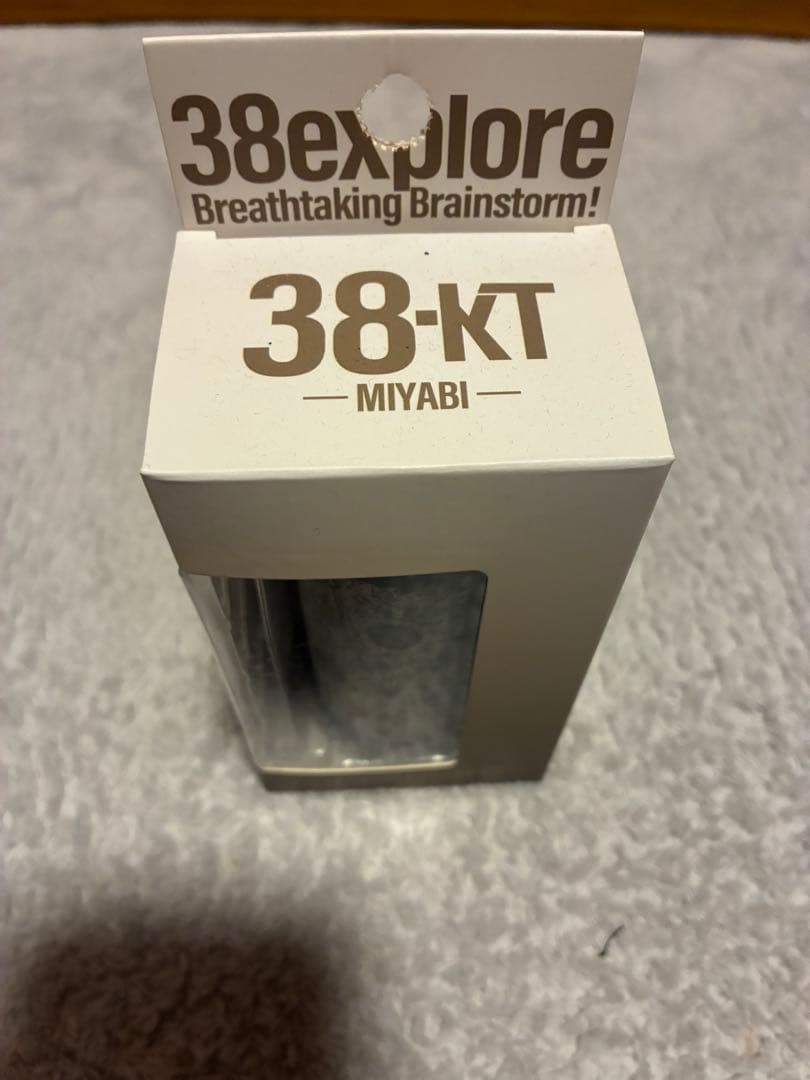 38explore
Breathtaking Brainstorm!
38-KT
MIYABI